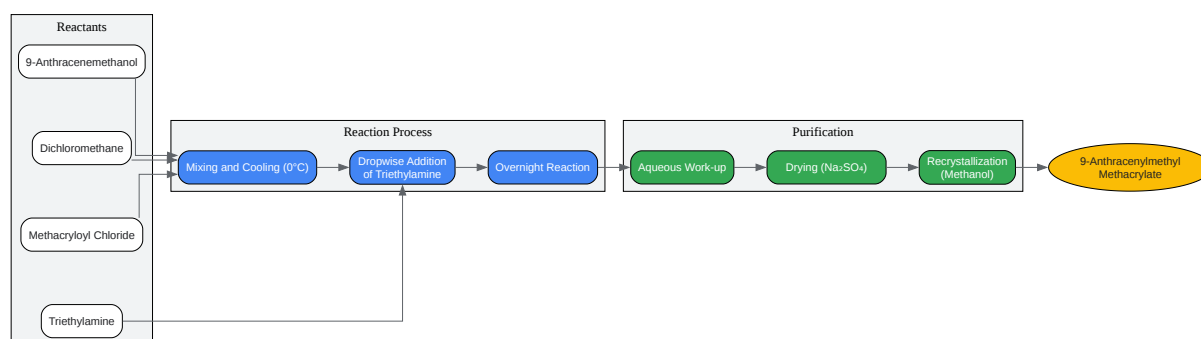 Reactants
9-Anthracenemethanol
Dichloromethane
Methacryloyl Chloride
Triethylamine
Reaction Process
Mixing and Cooling (0°C)
Dropwise Addition
of Triethylamine
Overnight Reaction
Purification
Aqueous Work-up
Drying (Na₂SO₄)
Recrystallization
(Methanol)
9-Anthracenylmethyl
Methacrylate